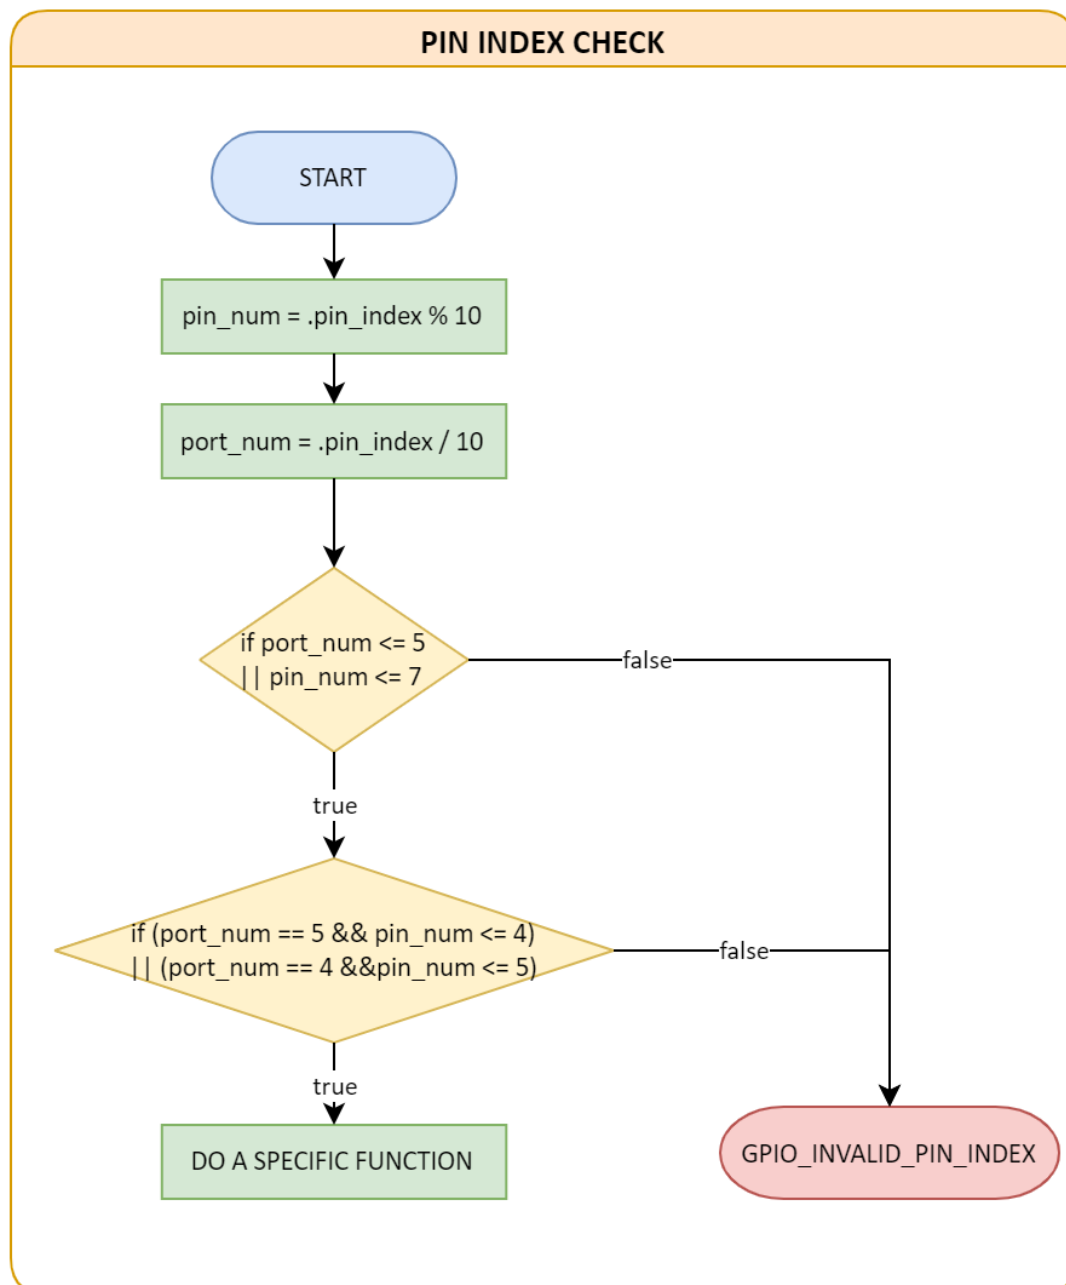 PIN INDEX CHECK
START
pin_num = .pin_index % 10
port_num = .pin_index / 10
if port_num <= 5
|| pin_num <= 7
false
true
if (port_num == 5 && pin_num <= 4)
|| (port_num == 4 &&pin_num <= 5)
false
true
DO A SPECIFIC FUNCTION
GPIO_INVALID_PIN_INDEX